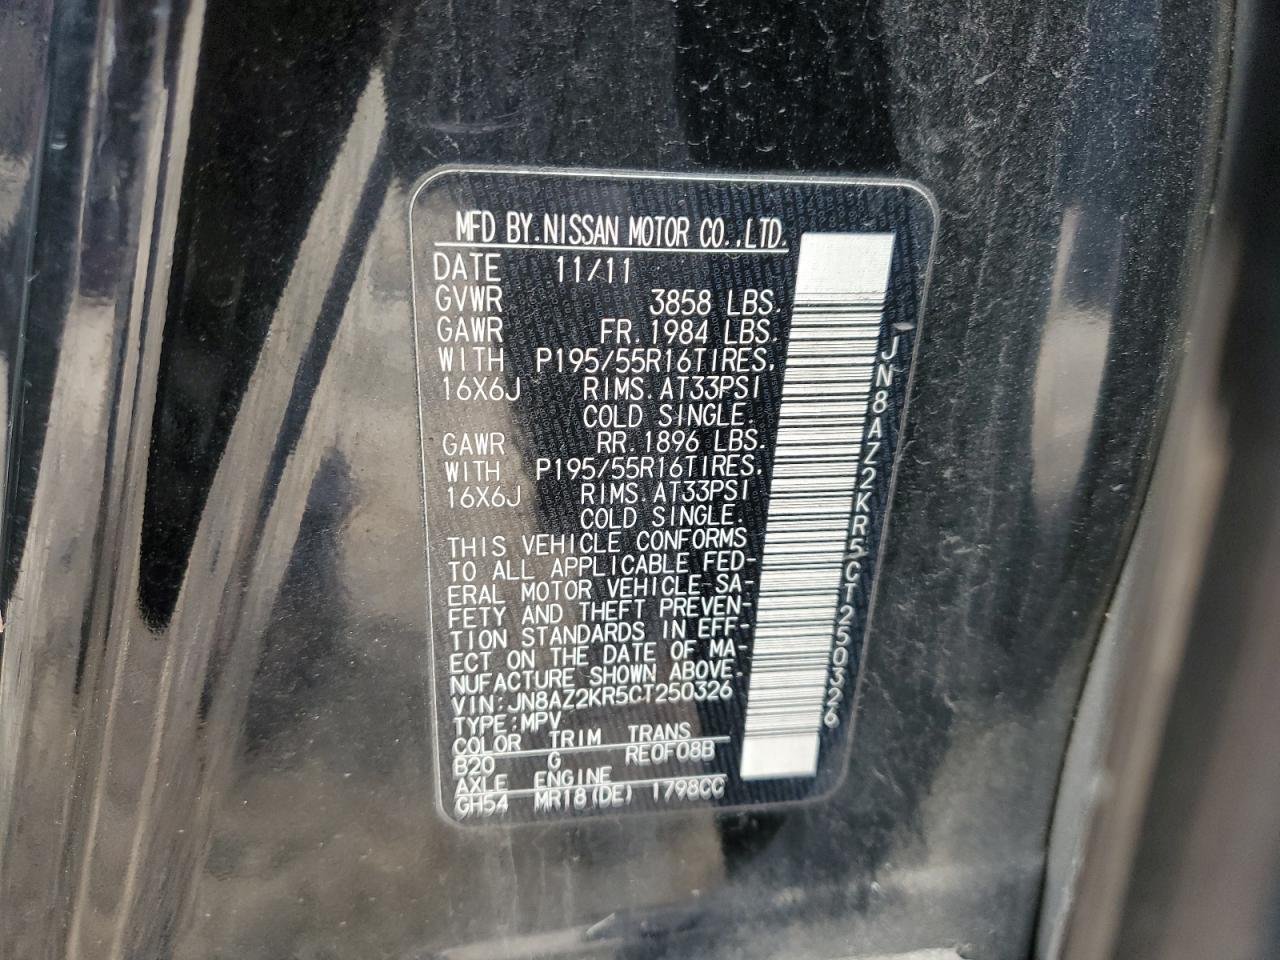 MFD BY.NISSAN MOTOR CO.,LTD.
DATE 11/11
GVWR 3858 LBS.
GAWR FR.1984 LBS.
WITH P195/55R16TIRES.
16X6J RIMS.AT33PSI
COLD SINGLE.
GAWR RR.1896 LBS.
WITH P195/55R16TIRES.
16X6J RIMS.AT33PSI
COLD SINGLE.
THIS VEHICLE CONFORMS
TO ALL APPLICABLE FED-
ERAL MOTOR VEHICLE-SA-
FETY AND THEFT PREVEN-
TION STANDARDS IN EFF-
ECT ON THE DATE OF MA-
NUFACTURE SHOWN ABOVE.
VIN:JN8AZ2KR5CT250326
TYPE:MPV
COLOR TRIM TRANS
B20 G RE0F08B
AXLE ENGINE
GH54 MR18(DE) 1798CC
JN8AZ2KR5CT250326